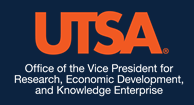 UTSA
Office of the Vice President for
Research, Economic Development,
and Knowledge Enterprise